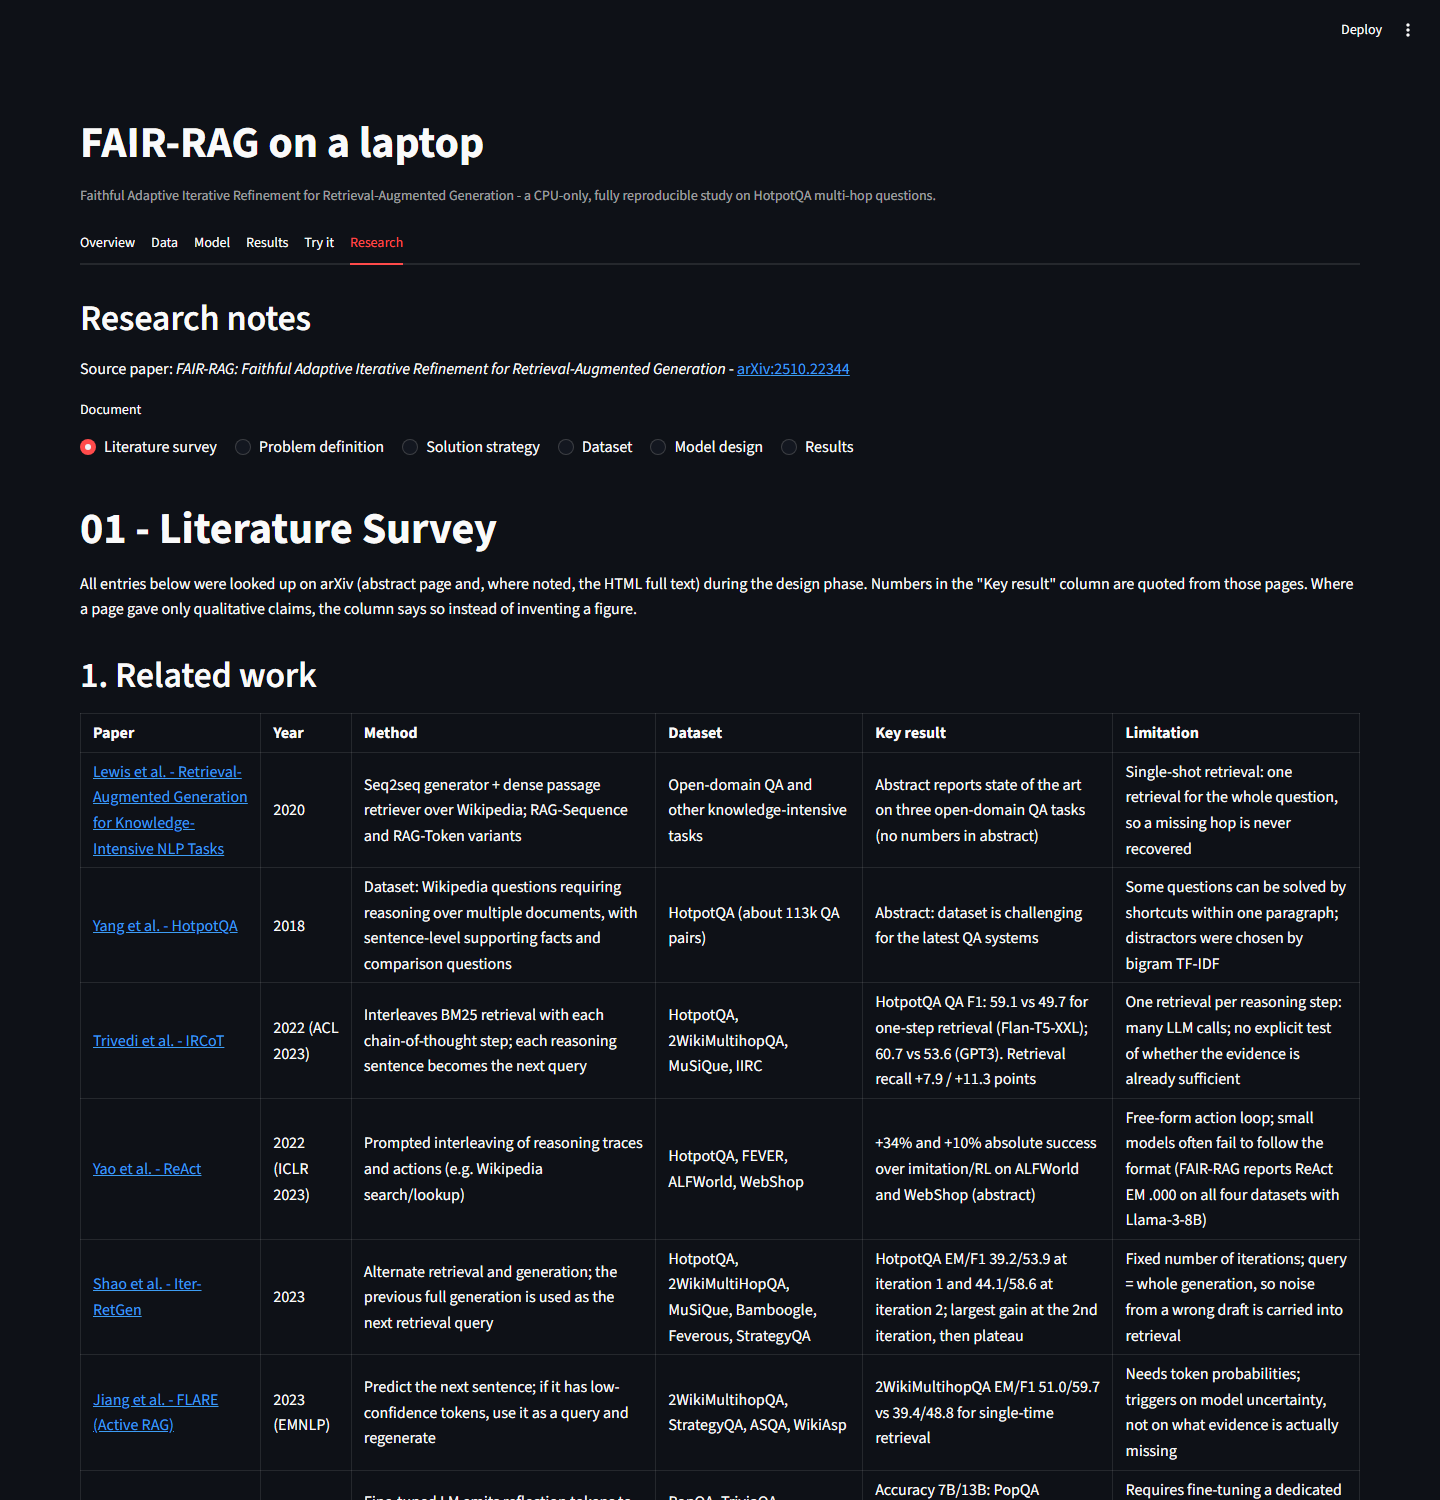 Deploy
FAIR-RAG on a laptop
Faithful Adaptive Iterative Refinement for Retrieval-Augmented Generation - a CPU-only, fully reproducible study on HotpotQA multi-hop questions.
Overview Data Model Results Try it Research
Research notes
Source paper: FAIR-RAG: Faithful Adaptive Iterative Refinement for Retrieval-Augmented Generation - arXiv:2510.22344
Document
Literature survey Problem definition Solution strategy Dataset Model design Results
01 - Literature Survey
All entries below were looked up on arXiv (abstract page and, where noted, the HTML full text) during the design phase. Numbers in the "Key result" column are quoted from those pages. Where
a page gave only qualitative claims, the column says so instead of inventing a figure.
1. Related work
Paper Year Method Dataset Key result Limitation
Lewis et al. - Retrieval-
Augmented Generation
for Knowledge-
Intensive NLP Tasks
2020
Seq2seq generator + dense passage
retriever over Wikipedia; RAG-Sequence
and RAG-Token variants
Open-domain QA and
other knowledge-intensive
tasks
Abstract reports state of the art
on three open-domain QA tasks
(no numbers in abstract)
Single-shot retrieval: one
retrieval for the whole question,
so a missing hop is never
recovered
Yang et al. - HotpotQA
2018
Dataset: Wikipedia questions requiring
reasoning over multiple documents, with
sentence-level supporting facts and
comparison questions
HotpotQA (about 113k QA
pairs)
Abstract: dataset is challenging
for the latest QA systems
Some questions can be solved by
shortcuts within one paragraph;
distractors were chosen by
bigram TF-IDF
Trivedi et al. - IRCoT
2022 (ACL
2023)
Interleaves BM25 retrieval with each
chain-of-thought step; each reasoning
sentence becomes the next query
HotpotQA,
2WikiMultihopQA,
MuSiQue, IIRC
HotpotQA QA F1: 59.1 vs 49.7 for
one-step retrieval (Flan-T5-XXL);
60.7 vs 53.6 (GPT3). Retrieval
recall +7.9 / +11.3 points
One retrieval per reasoning step:
many LLM calls; no explicit test
of whether the evidence is
already sufficient
Yao et al. - ReAct
2022
(ICLR
2023)
Prompted interleaving of reasoning traces
and actions (e.g. Wikipedia
search/lookup)
HotpotQA, FEVER,
ALFWorld, WebShop
+34% and +10% absolute success
over imitation/RL on ALFWorld
and WebShop (abstract)
Free-form action loop; small
models often fail to follow the
format (FAIR-RAG reports ReAct
EM .000 on all four datasets with
Llama-3-8B)
Shao et al. - Iter-
RetGen
2023
Alternate retrieval and generation; the
previous full generation is used as the
next retrieval query
HotpotQA,
2WikiMultiHopQA,
MuSiQue, Bamboogle,
Feverous, StrategyQA
HotpotQA EM/F1 39.2/53.9 at
iteration 1 and 44.1/58.6 at
iteration 2; largest gain at the 2nd
iteration, then plateau
Fixed number of iterations; query
= whole generation, so noise
from a wrong draft is carried into
retrieval
Jiang et al. - FLARE
(Active RAG)
2023
(EMNLP)
Predict the next sentence; if it has low-
confidence tokens, use it as a query and
regenerate
2WikiMultihopQA,
StrategyQA, ASQA, WikiAsp
2WikiMultihopQA EM/F1 51.0/59.7
vs 39.4/48.8 for single-time
retrieval
Needs token probabilities;
triggers on model uncertainty,
not on what evidence is actually
missing
Accuracy 7B/13B: PopQA
Requires fine-tuning a dedicated